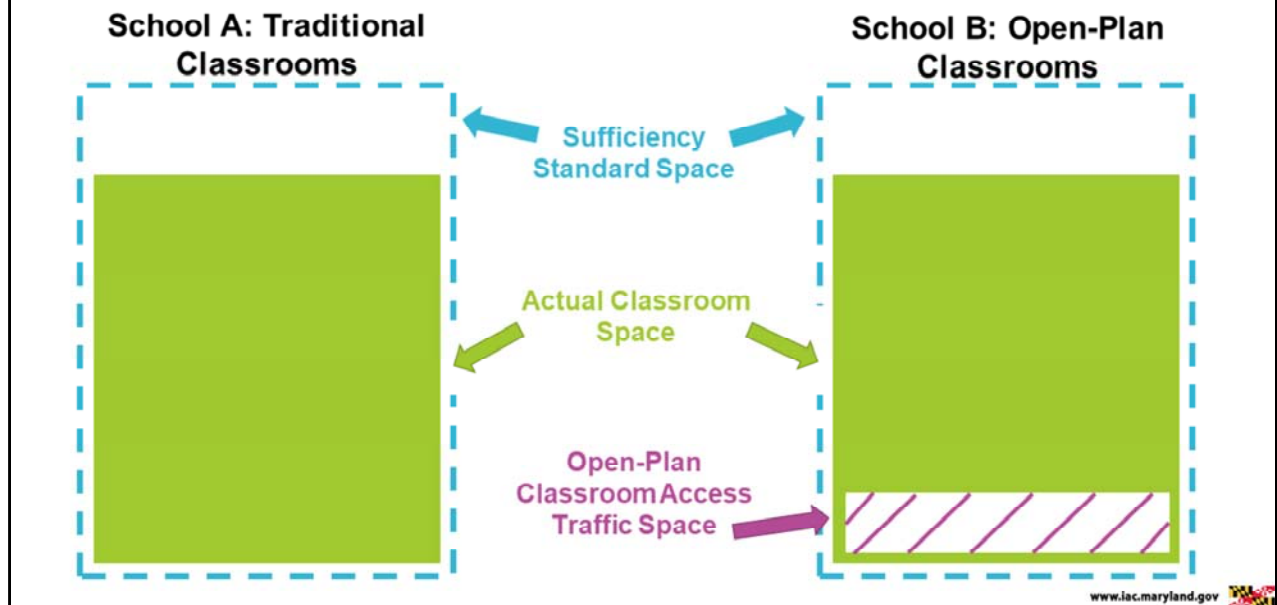 School A: Traditional
Classrooms
School B: Open-Plan
Classrooms
Sufficiency
Standard Space
Actual Classroom
Space
Open-Plan
Classroom Access
Traffic Space
www.iac.maryland.gov